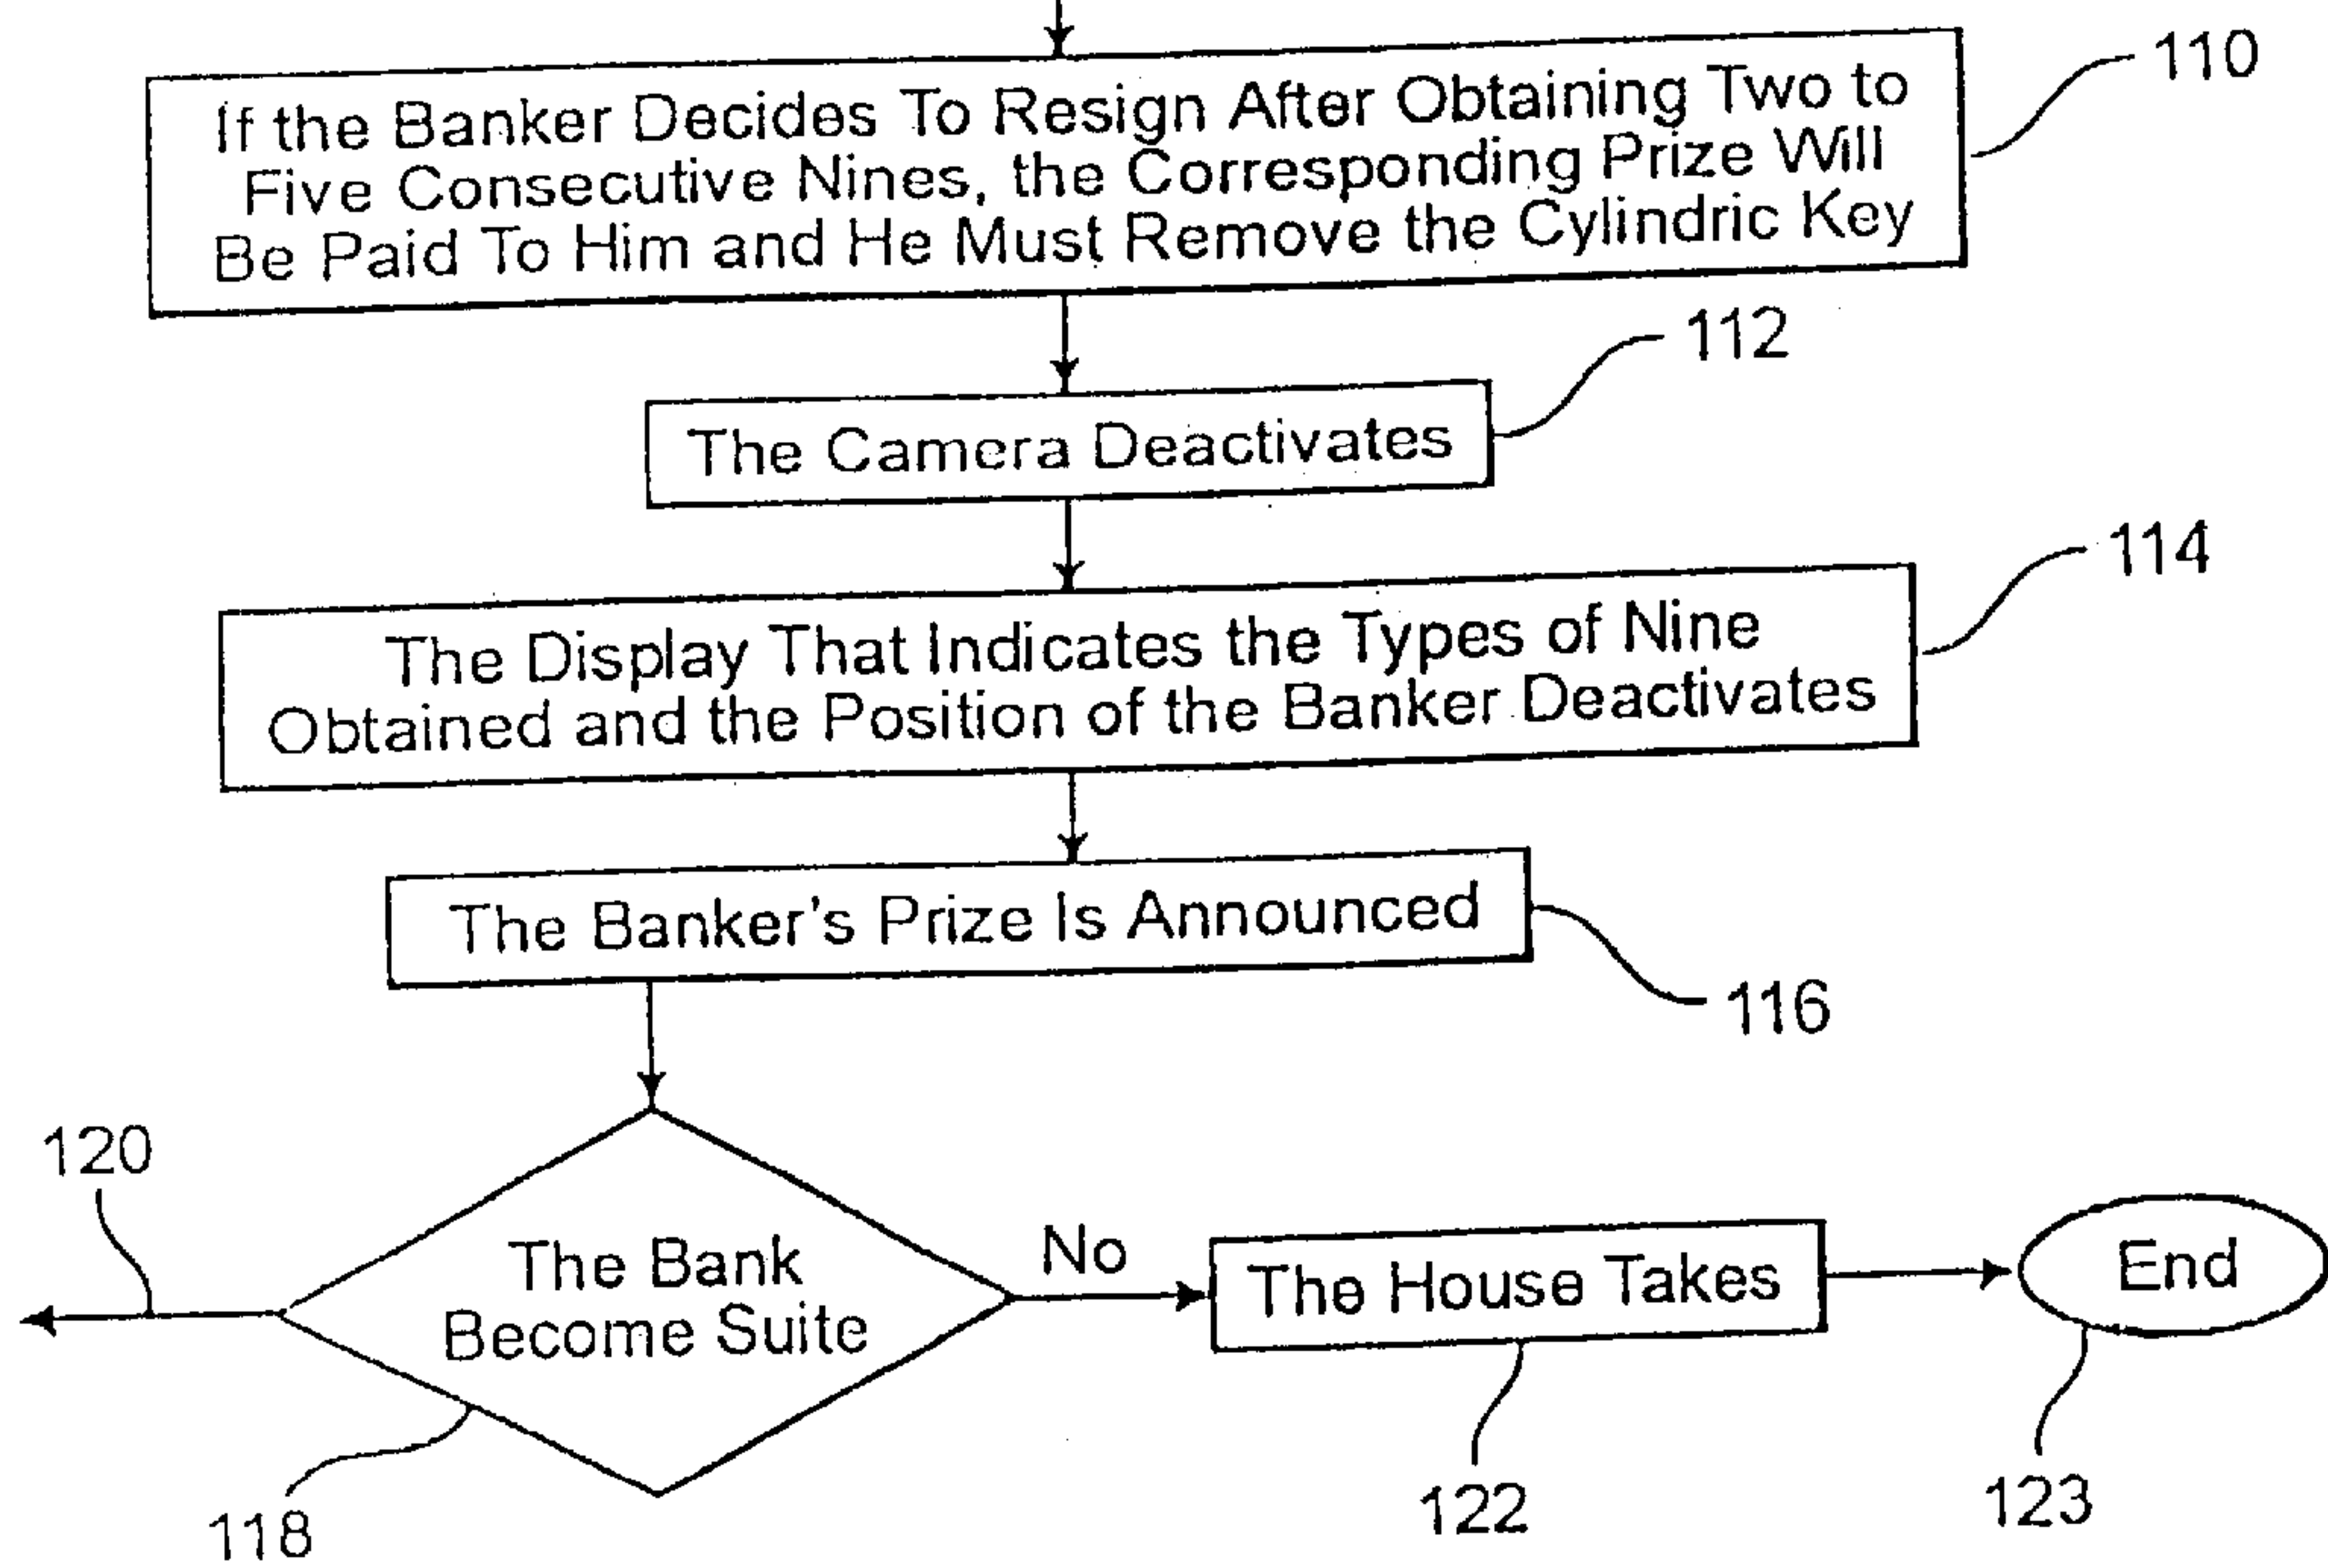 110
If the Banker Decides To Resign After Obtaining Two to
Five Consecutive Nines, the Corresponding Prize Will
Be Paid To Him and He Must Remove the Cylindric Key
112
The Camera Deactivates
114
The Display That Indicates the Types of Nine
Obtained and the Position of the Banker Deactivates
The Banker's Prize Is Announced
116
120
The Bank
Become Suite
No
The House Takes
End
118
122
123